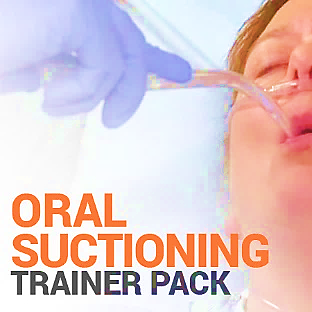 ORAL
SUCTIONING
TRAINER PACK